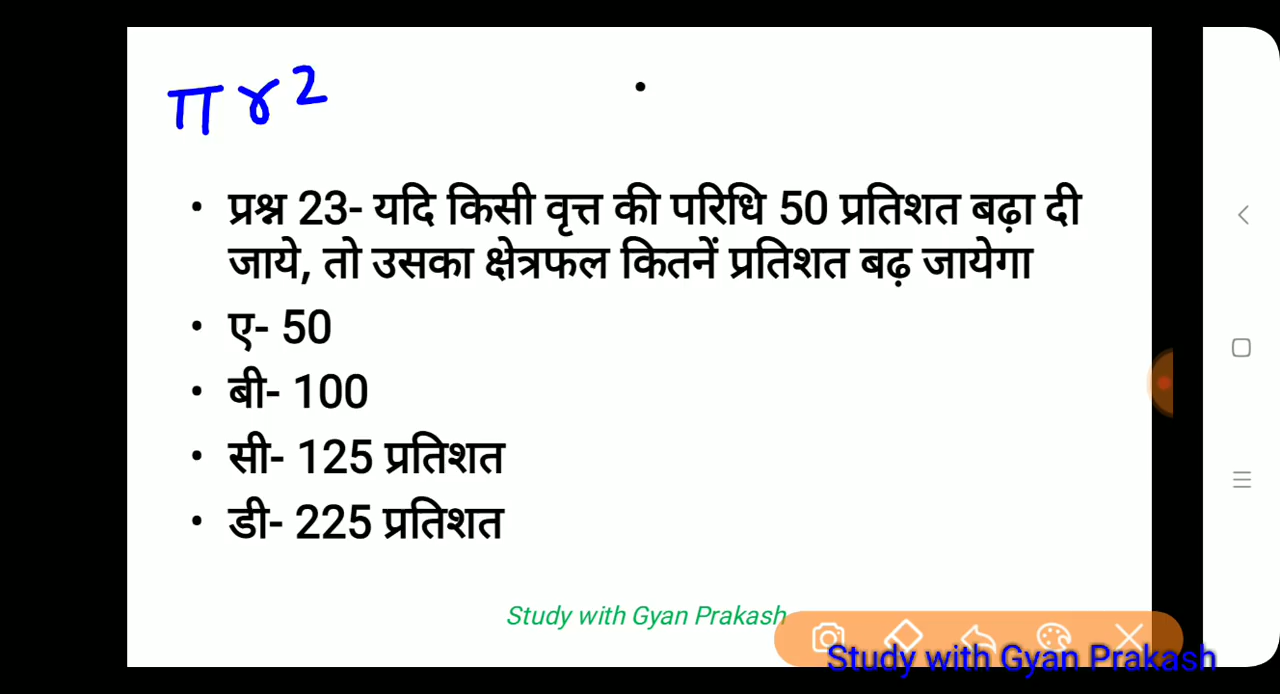 πr2
• प्रश्न 23- यदि किसी वृत्त की परिधि 50 प्रतिशत बढ़ा दी
जाये, तो उसका क्षेत्रफल कितनें प्रतिशत बढ़ जायेगा
• ए- 50
• बी- 100
• सी- 125 प्रतिशत
• डी- 225 प्रतिशत
Study with Gyan Prakash
Study with Gyan Prakash